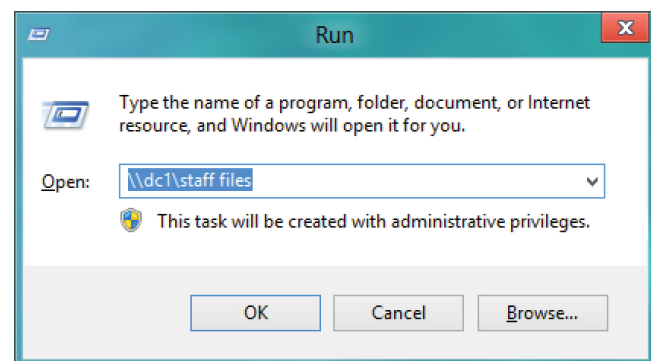 Run
x
Type the name of a program, folder, document, or Internet
resource, and Windows will open it for you.
Open: \\dc1\staff files
This task will be created with administrative privileges.
OK Cancel Browse...